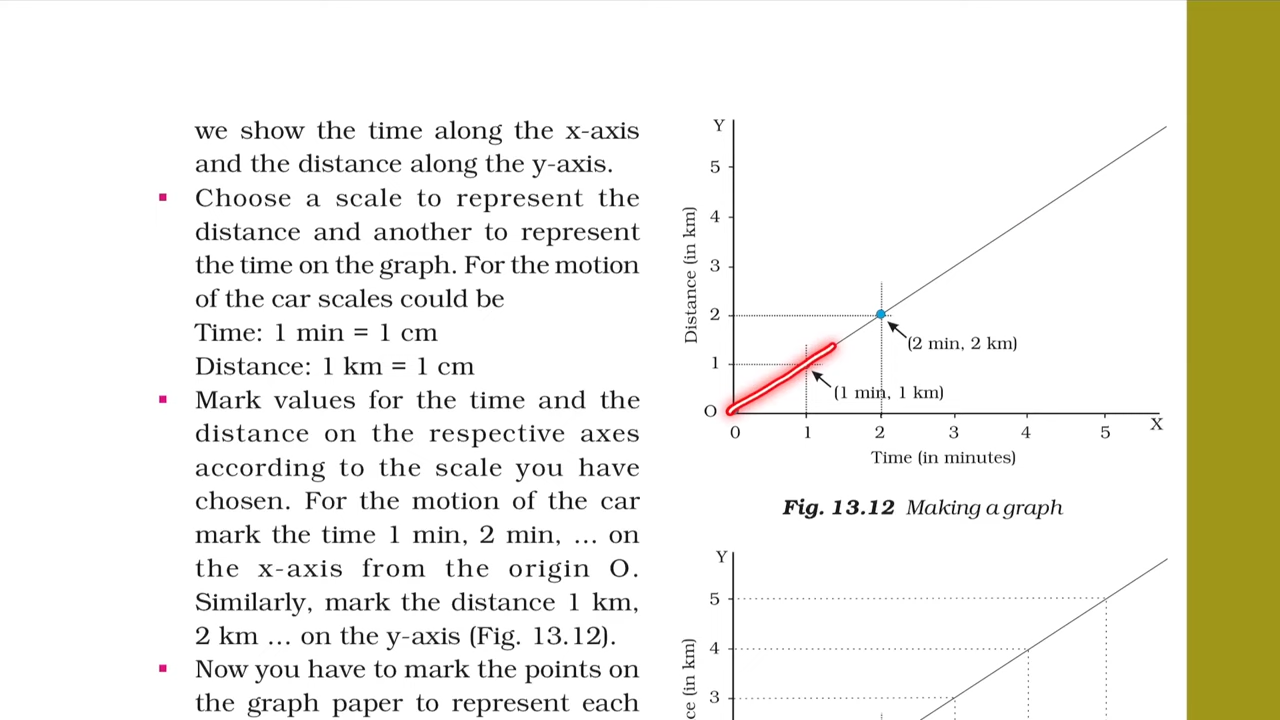 we show the time along the x-axis
and the distance along the y-axis.
▪ Choose a scale to represent the
distance and another to represent
the time on the graph. For the motion
of the car scales could be
Time: 1 min = 1 cm
Distance: 1 km = 1 cm
▪ Mark values for the time and the
distance on the respective axes
according to the scale you have
chosen. For the motion of the car
mark the time 1 min, 2 min, ... on
the x-axis from the origin O.
Similarly, mark the distance 1 km,
2 km ... on the y-axis (Fig. 13.12).
▪ Now you have to mark the points on
the graph paper to represent each
Y
5
4
3
2
1
O
Distance (in km)
(2 min, 2 km)
(1 min, 1 km)
0 1 2 3 4 5 X
Time (in minutes)
Fig. 13.12 Making a graph
Y
5
4
3
ce (in km)